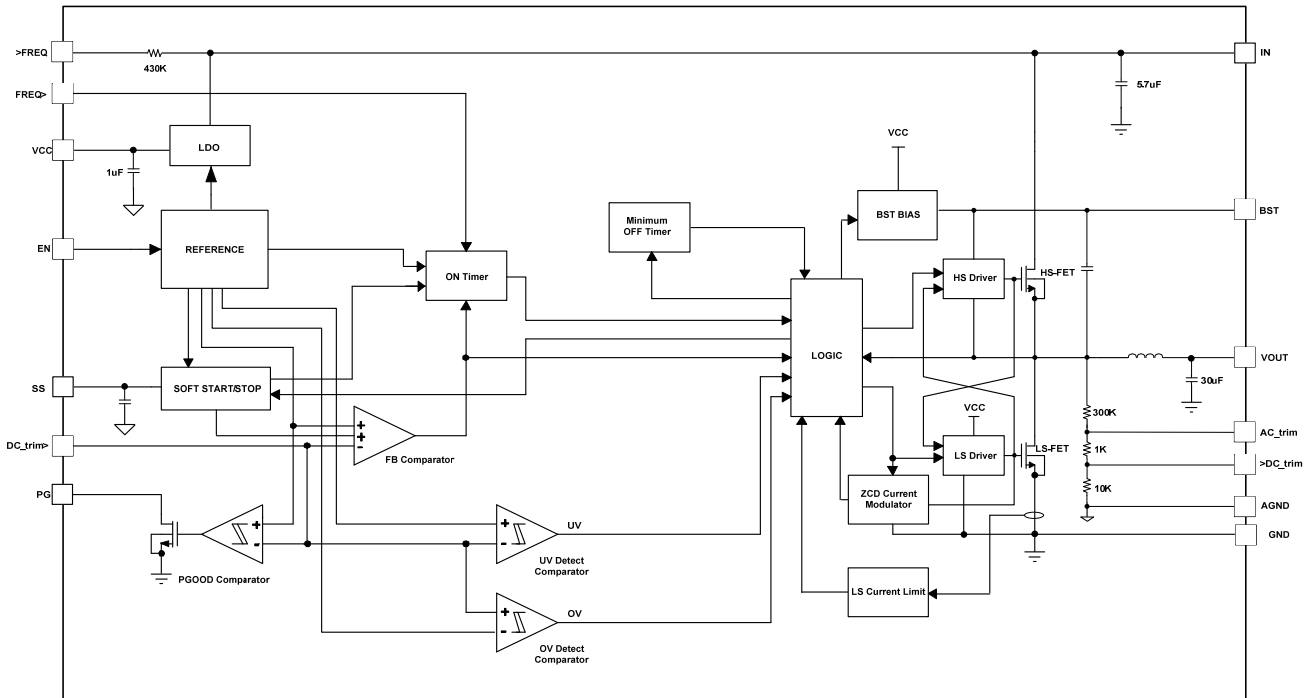 >FREQ
430K
IN
FREQ>
5.7uF
VCC
LDO
VCC
1uF
BST BIAS
BST
Minimum
OFF Timer
EN
REFERENCE
ON Timer
HS Driver
HS-FET
LOGIC
VOUT
SS
SOFT START/STOP
30uF
VCC
300K
+
+
-
AC_trim
DC_trim>
FB Comparator
LS Driver
LS-FET
1K
>DC_trim
PG
ZCD Current
Modulator
10K
AGND
+
-
+
-
UV
GND
PGOOD Comparator
UV Detect
Comparator
LS Current Limit
+
-
OV
OV Detect
Comparator